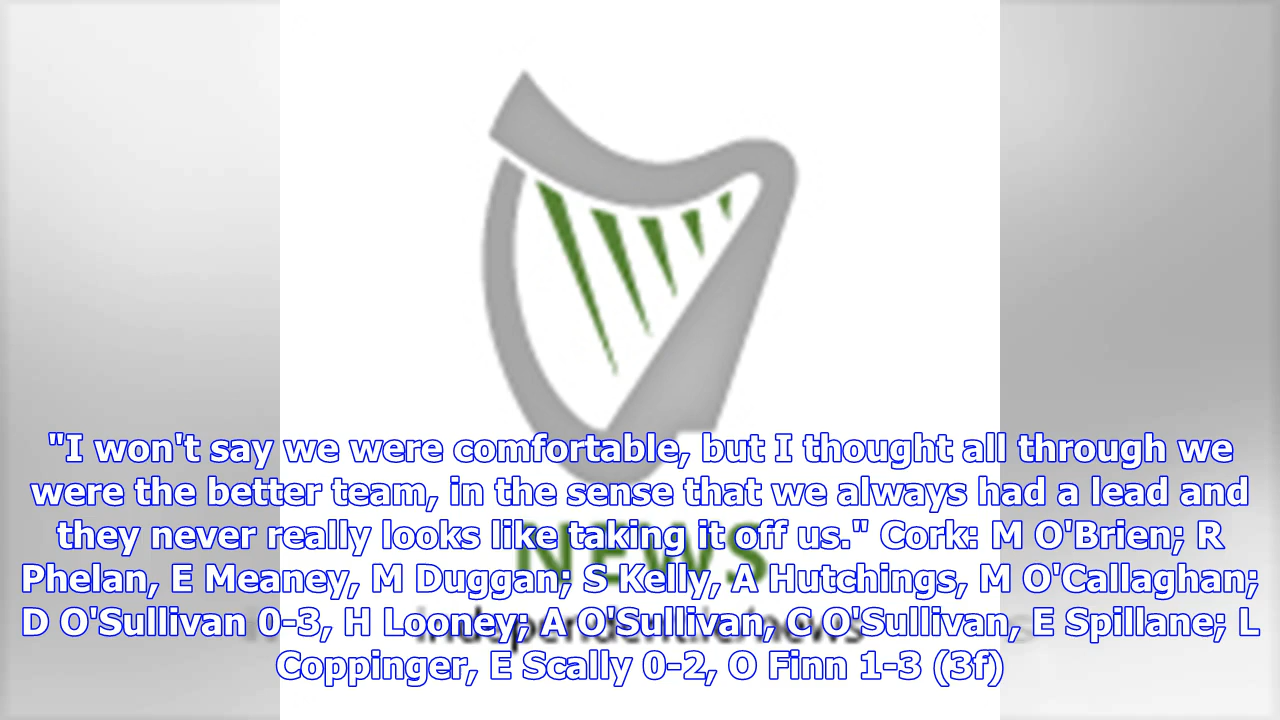 "I won't say we were comfortable, but I thought all through we
were the better team, in the sense that we always had a lead and
they never really looks like taking it off us." Cork: M O'Brien; R
Phelan, E Meaney, M Duggan; S Kelly, A Hutchings, M O'Callaghan;
D O'Sullivan 0-3, H Looney; A O'Sullivan, C O'Sullivan, E Spillane; L
Coppinger, E Scally 0-2, O Finn 1-3 (3f)
NEWS